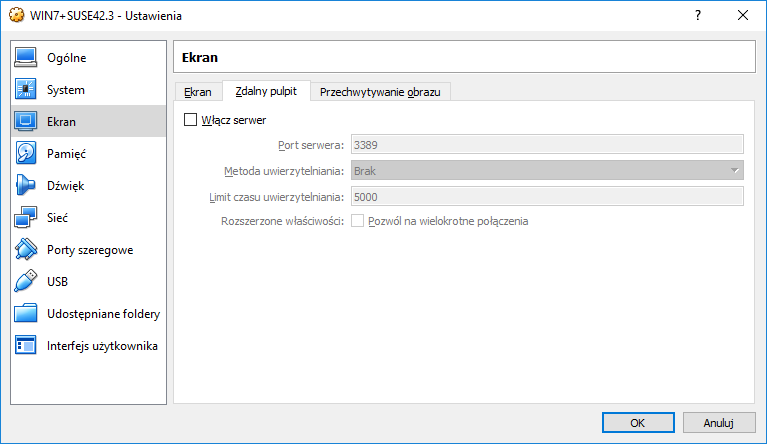 WIN7+SUSE42.3 - Ustawienia
?
Ogólne
System
Ekran
Pamięć
Dźwięk
Sieć
Porty szeregowe
USB
Udostępniane foldery
Interfejs użytkownika
Ekran
Ekran Zdalny pulpit Przechwytywanie obrazu
Włącz serwer
Port serwera: 3389
Metoda uwierzytelniania: Brak
Limit czasu uwierzytelniania: 5000
Rozszerzone właściwości: Pozwól na wielokrotne połączenia
OK Anuluj